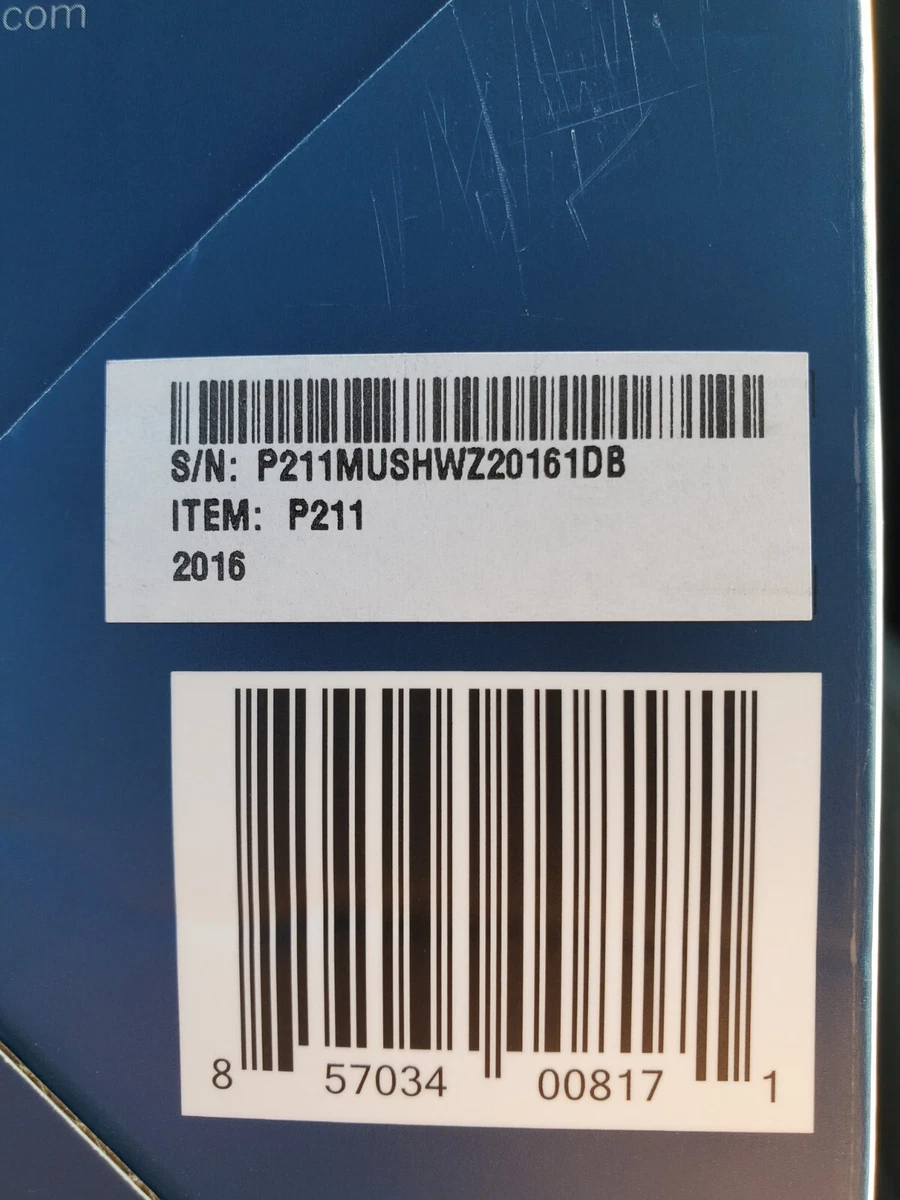 com
S/N: P211MUSHWZ20161DB
ITEM: P211
2016
8 57034 00817 1